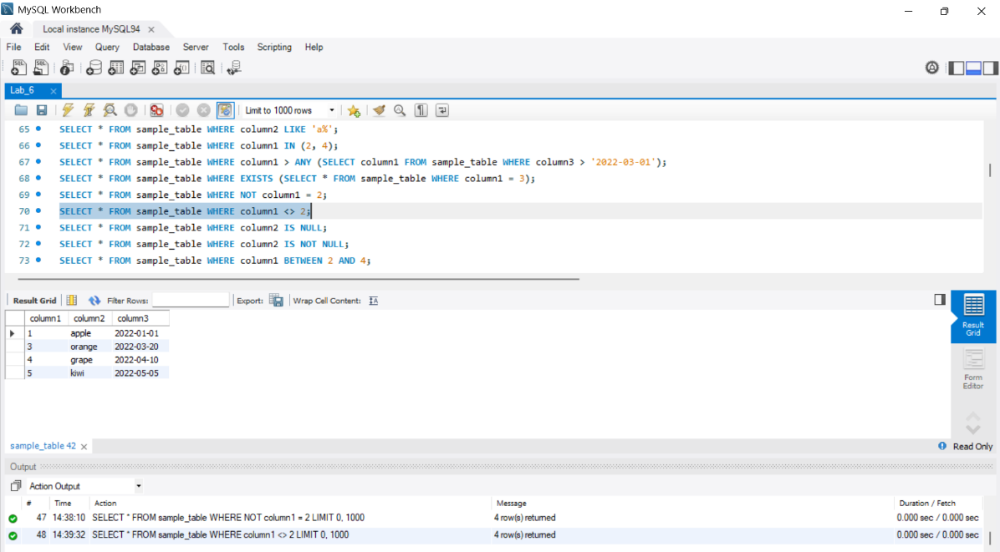 MySQL Workbench
Local instance MySQL94
File Edit View Query Database Server Tools Scripting Help
Lab_6
Limit to 1000 rows
65 SELECT * FROM sample_table WHERE column2 LIKE 'a%';
66 SELECT * FROM sample_table WHERE column1 IN (2, 4);
67 SELECT * FROM sample_table WHERE column1 > ANY (SELECT column1 FROM sample_table WHERE column3 > '2022-03-01');
68 SELECT * FROM sample_table WHERE EXISTS (SELECT * FROM sample_table WHERE column1 = 3);
69 SELECT * FROM sample_table WHERE NOT column1 = 2;
70 SELECT * FROM sample_table WHERE column1 <> 2;
71 SELECT * FROM sample_table WHERE column2 IS NULL;
72 SELECT * FROM sample_table WHERE column2 IS NOT NULL;
73 SELECT * FROM sample_table WHERE column1 BETWEEN 2 AND 4;
Result Grid Filter Rows: Export: Wrap Cell Content:
column1 column2 column3
1 apple 2022-01-01
3 orange 2022-03-20
4 grape 2022-04-10
5 kiwi 2022-05-05
Result
Grid
Form
Editor
sample_table 42 Read Only
Output
Action Output
# Time Action Message Duration / Fetch
47 14:38:10 SELECT * FROM sample_table WHERE NOT column1 = 2 LIMIT 0, 1000 4 row(s) returned 0.000 sec / 0.000 sec
48 14:39:32 SELECT * FROM sample_table WHERE column1 <> 2 LIMIT 0, 1000 4 row(s) returned 0.000 sec / 0.000 sec